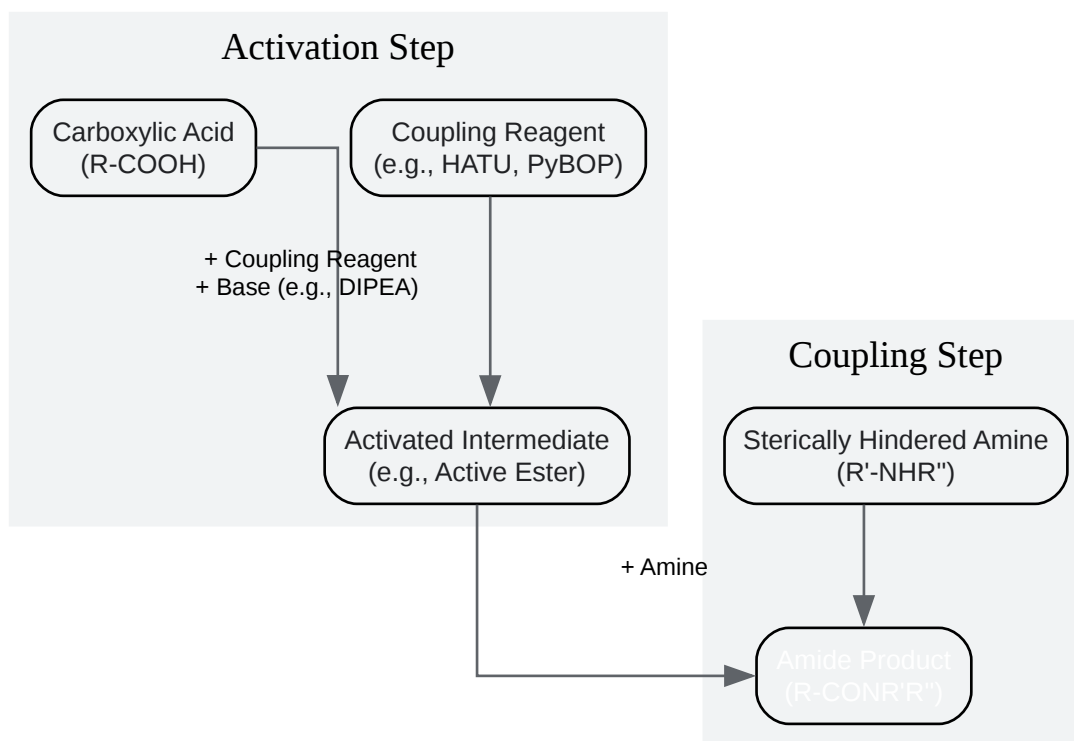 Activation Step
Carboxylic Acid
(R-COOH)
Coupling Reagent
(e.g., HATU, PyBOP)
+ Coupling Reagent
+ Base (e.g., DIPEA)
Activated Intermediate
(e.g., Active Ester)
Coupling Step
Sterically Hindered Amine
(R'-NHR")
+ Amine
Amide Product
(R-CONR'R")